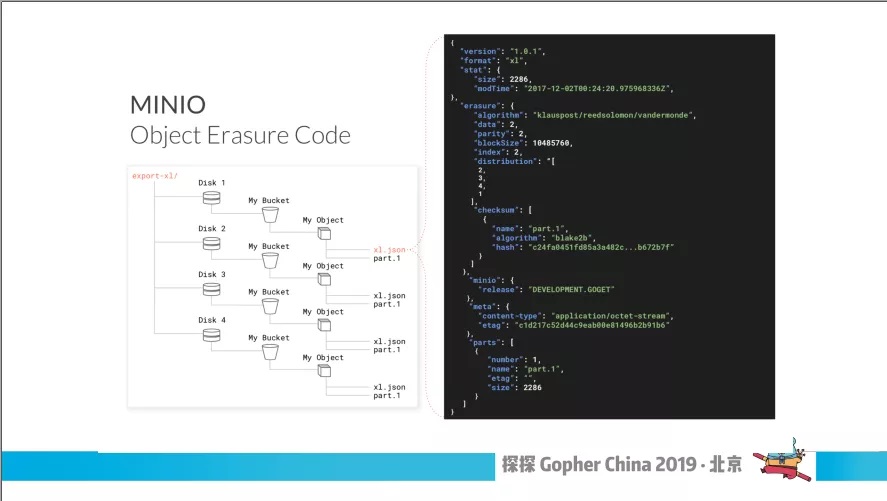 MINIO
Object Erasure Code
export-xl/
Disk 1
My Bucket
My Object
xl.json
part.1
Disk 2
My Bucket
My Object
xl.json
part.1
Disk 3
My Bucket
My Object
xl.json
part.1
Disk 4
My Bucket
My Object
xl.json
part.1
{
"version": "1.0.1",
"format": "xl",
"stat": {
"size": 2286,
"modTime": "2017-12-02T00:24:20.975968336Z",
},
"erasure": {
"algorithm": "klauspost/reedsolomon/vandermonde",
"data": 2,
"parity": 2,
"blockSize": 10485760,
"index": 2,
"distribution": "[
2,
3,
4,
1
],
"checksum": [
{
"name": "part.1",
"algorithm": "blake2b",
"hash": "c24fa0451fd85a3a482c...b672b7f"
}
]
},
"minio": {
"release": "DEVELOPMENT.GOGET"
},
"meta": {
"content-type": "application/octet-stream",
"etag": "c1d217c52d44c9eab00e81496b2b91b6"
},
"parts": [
{
"number": 1,
"name": "part.1",
"etag": "",
"size": 2286
}
]
}
探探 Gopher China 2019 · 北京